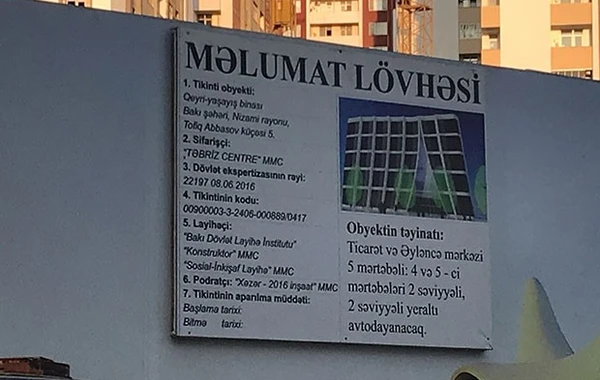 MƏLUMAT LÖVHƏSİ
1. Tikinti obyekti:
Qeyri-yaşayış binası
Bakı şəhəri, Nizami rayonu,
Tofiq Abbasov küçəsi 5.
2. Sifarişçi:
"TƏBRİZ CENTRE" MMC
3. Dövlət ekspertizasının rəyi:
22197 08.06.2016
4. Tikintinin kodu:
00900003-3-2406-000889/0417
5. Layihəçi:
"Bakı Dövlət Layihə İnstitutu"
"Konstruktor" MMC
"Sosial-İnkişaf Layihə" MMC
6. Podratçı: "Xəzər - 2016 inşaat" MMC
7. Tikintinin aparılma müddəti:
Başlama tarixi:
Bitmə tarixi:
Obyektin təyinatı:
Ticarət və Əyləncə mərkəzi
5 mərtəbəli: 4 və 5 - ci
mərtəbələri 2 səviyyəli,
2 səviyyəli yeraltı
avtodayanacaq.